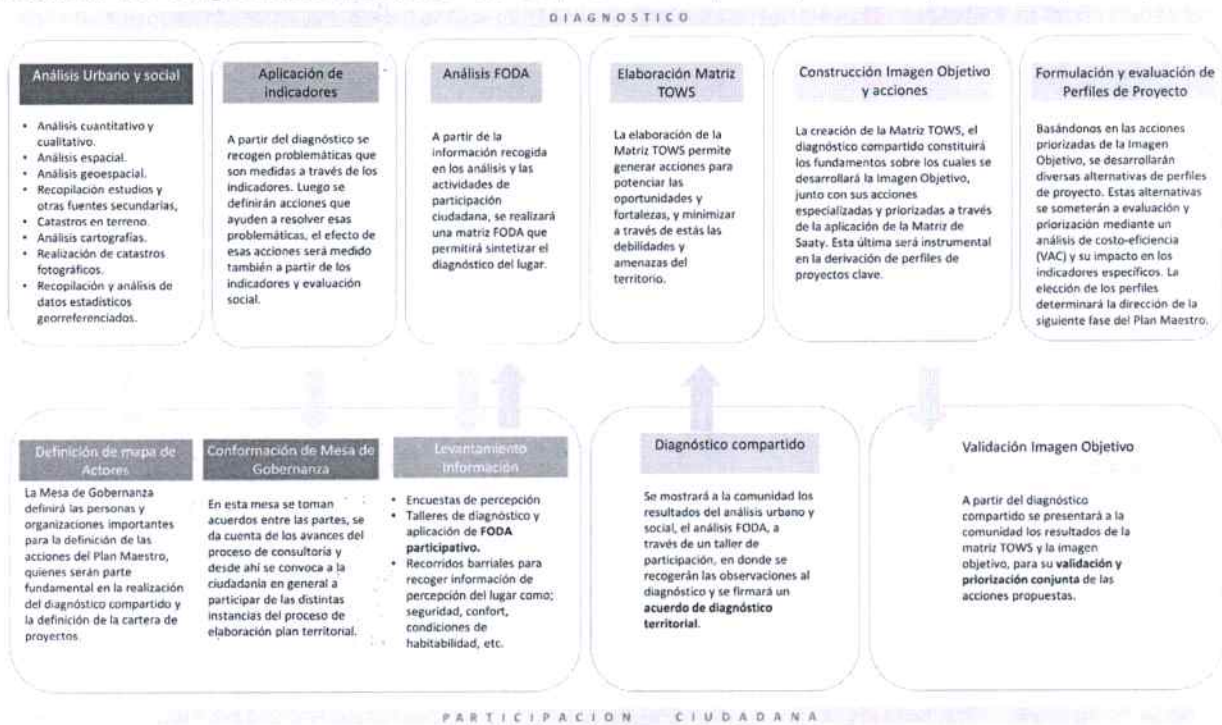 DIAGNOSTICO
Análisis Urbano y social
• Análisis cuantitativo y
cualitativo.
• Análisis espacial.
• Análisis geoespacial.
• Recopilación estudios y
otras fuentes secundarias,
• Catastros en terreno.
• Análisis cartografías.
• Realización de catastros
fotográficos.
• Recopilación y análisis de
datos estadísticos
georreferenciados.
Aplicación de
indicadores
A partir del diagnóstico se
recogen problemáticas que
son medidas a través de los
indicadores. Luego se
definirán acciones que
ayuden a resolver esas
problemáticas, el efecto de
esas acciones será medido
también a partir de los
indicadores y evaluación
social.
Análisis FODA
A partir de la
información recogida
en los análisis y las
actividades de
participación
ciudadana, se realizará
una matriz FODA que
permitirá sintetizar el
diagnóstico del lugar.
Elaboración Matriz
TOWS
La elaboración de la
Matriz TOWS permite
generar acciones para
potenciar las
oportunidades y
fortalezas, y minimizar
a través de estás las
debilidades y
amenazas del
territorio.
Construcción Imagen Objetivo
y acciones
La creación de la Matriz TOWS, el
diagnóstico compartido constituirá
los fundamentos sobre los cuales se
desarrollará la Imagen Objetivo,
junto con sus acciones
especializadas y priorizadas a través
de la aplicación de la Matriz de
Saaty. Esta última será instrumental
en la derivación de perfiles de
proyectos clave.
Formulación y evaluación de
Perfiles de Proyecto
Basándonos en las acciones
priorizadas de la Imagen
Objetivo, se desarrollarán
diversas alternativas de perfiles
de proyecto. Estas alternativas
se someterán a evaluación y
priorización mediante un
análisis de costo-eficiencia
(VAC) y su impacto en los
indicadores específicos. La
elección de los perfiles
determinará la dirección de la
siguiente fase del Plan Maestro.
Definición de mapa de
Actores
La Mesa de Gobernanza
definirá las personas y
organizaciones importantes
para la definición de las
acciones del Plan Maestro,
quienes serán parte
fundamental en la realización
del diagnóstico compartido y
la definición de la cartera de
proyectos.
Conformación de Mesa de
Gobernanza
En esta mesa se toman
acuerdos entre las partes, se
da cuenta de los avances del
proceso de consultoría y
desde ahí se convoca a la
ciudadanía en general a
participar de las distintas
instancias del proceso de
elaboración plan territorial.
Levantamiento
Información
• Encuestas de percepción
• Talleres de diagnóstico y
aplicación de FODA
participativo.
• Recorridos barriales para
recoger información de
percepción del lugar como;
seguridad, confort,
condiciones de
habitabilidad, etc.
Diagnóstico compartido
Se mostrará a la comunidad los
resultados del análisis urbano y
social, el análisis FODA, a
través de un taller de
participación, en donde se
recogerán las observaciones al
diagnóstico y se firmará un
acuerdo de diagnóstico
territorial.
Validación Imagen Objetivo
A partir del diagnóstico
compartido se presentará a la
comunidad los resultados de la
matriz TOWS y la imagen
objetivo, para su validación y
priorización conjunta de las
acciones propuestas.
PARTICIPACION CIUDADANA